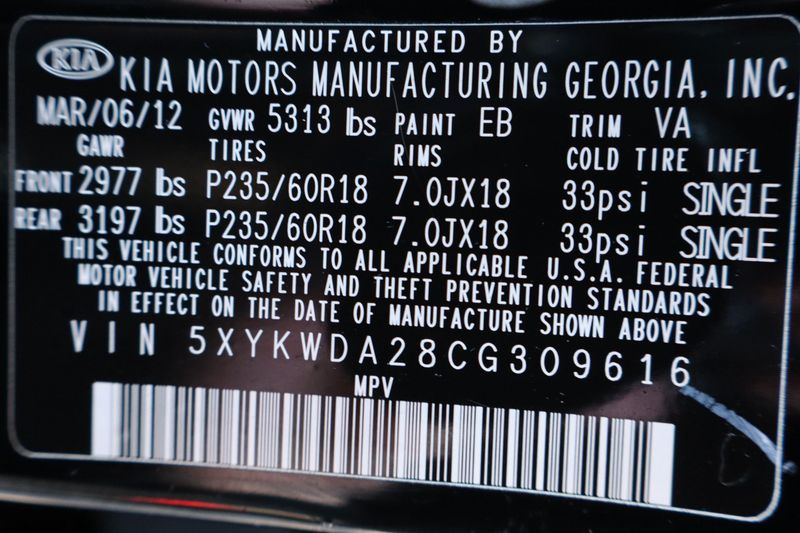 MANUFACTURED BY
KIA KIA MOTORS MANUFACTURING GEORGIA, INC.
MAR/06/12 GVWR 5313 lbs PAINT EB TRIM VA
GAWR TIRES RIMS COLD TIRE INFL
FRONT 2977 lbs P235/60R18 7.0JX18 33psi SINGLE
REAR 3197 lbs P235/60R18 7.0JX18 33psi SINGLE
THIS VEHICLE CONFORMS TO ALL APPLICABLE U.S.A. FEDERAL
MOTOR VEHICLE SAFETY AND THEFT PREVENTION STANDARDS
IN EFFECT ON THE DATE OF MANUFACTURE SHOWN ABOVE
VIN 5XYKWDA28CG309616
MPV